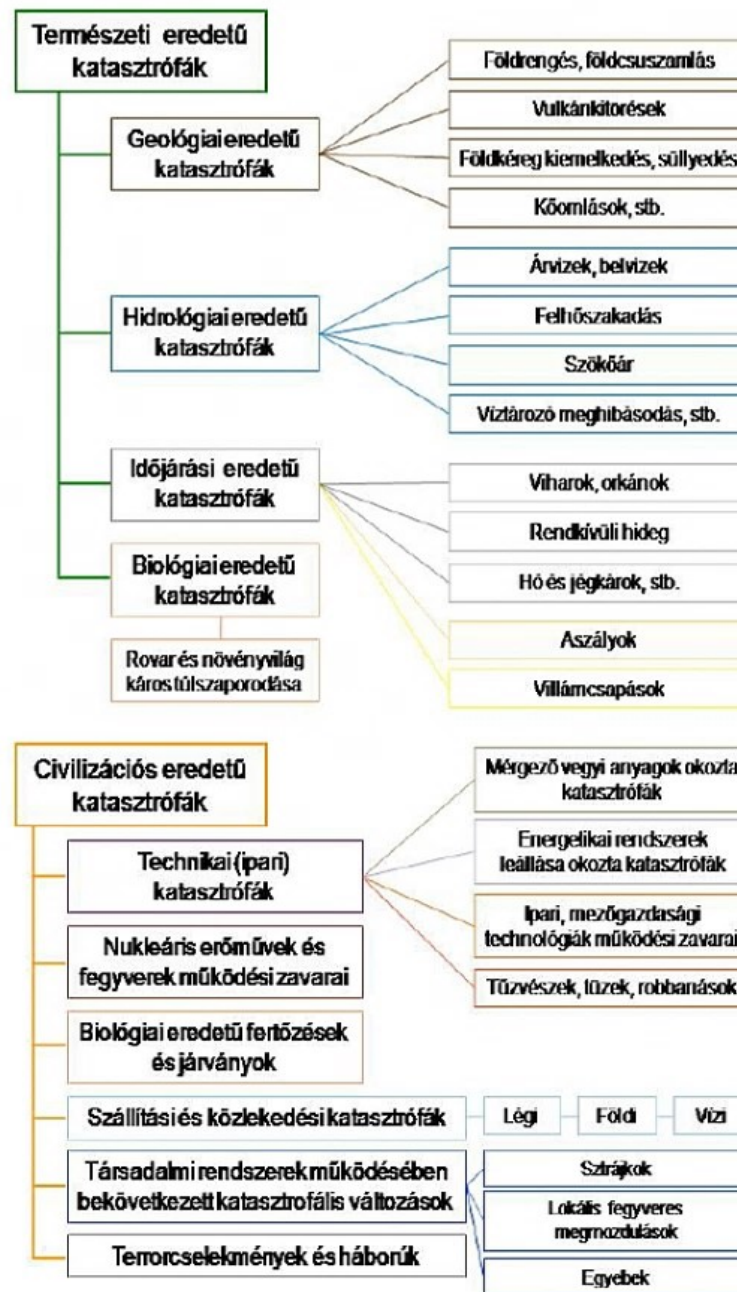 Természeti eredetű
katasztrófák
Geológiai eredetű
katasztrófák
Földrengés, földcsuszamlás
Vulkánkitörések
Földkéreg kiemelkedés, süllyedés
Kőomlások, stb.
Hidrológiai eredetű
katasztrófák
Árvizek, belvizek
Felhőszakadás
Szökőár
Víztározó meghibásodás, stb.
Időjárási eredetű
katasztrófák
Viharok, orkánok
Rendkívüli hideg
Hó és jégkárok, stb.
Aszályok
Villámcsapások
Biológiai eredetű
katasztrófák
Rovar és növényvilág
káros túlszaporodása
Civilizációs eredetű
katasztrófák
Technikai (ipari)
katasztrófák
Mérgező vegyi anyagok okozta
katasztrófák
Energelikai rendszerek
leállása okozta katasztrófák
Ipari, mezőgazdasági
technológiák működési zavarai
Tűzvészek, tüzek, robbanások
Nukleáris erőművek és
fegyverek működési zavarai
Biológiai eredetű fertőzések
és járványok
Szállítási és közlekedési katasztrófák
Légi
Földi
Vízi
Társadalmi rendszerek működésében
bekövetkezett katasztrofális változások
Sztrájkok
Lokális fegyveres
megmozdulások
Egyebek
Terrorcselekmények és háborúk